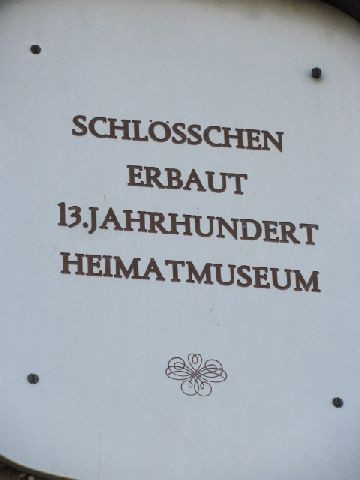 SCHLÖSSCHEN
ERBAUT
13.JAHRHUNDERT
HEIMATMUSEUM